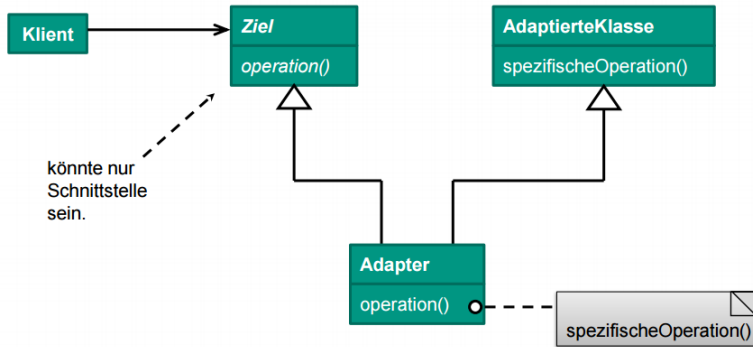 Klient
Ziel
operation()
AdaptierteKlasse
spezifischeOperation()
könnte nur
Schnittstelle
sein.
Adapter
operation()
spezifischeOperation()